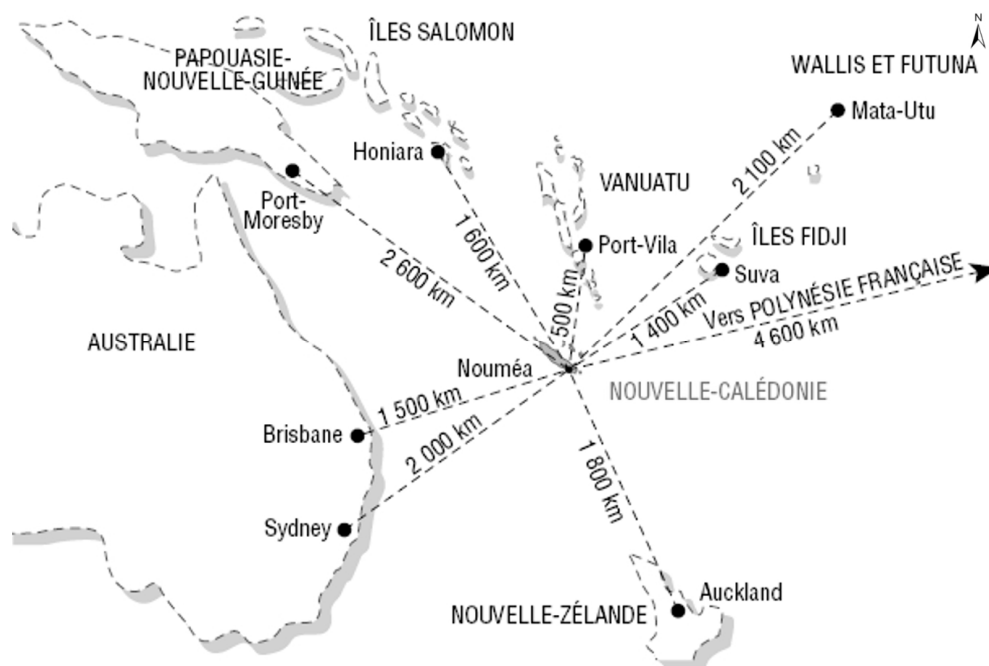 N
ÎLES SALOMON
PAPOUASIE-
NOUVELLE-GUINÉE
WALLIS ET FUTUNA
Mata-Utu
Honiara
2 100 km
Port-
Moresby
VANUATU
1 600 km
Port-Vila
ÎLES FIDJI
2 600 km
500 km
Suva
1 400 km
Vers POLYNÉSIE FRANÇAISE
4 600 km
AUSTRALIE
Nouméa
NOUVELLE-CALÉDONIE
1 500 km
Brisbane
2 000 km
1 800 km
Sydney
Auckland
NOUVELLE-ZÉLANDE